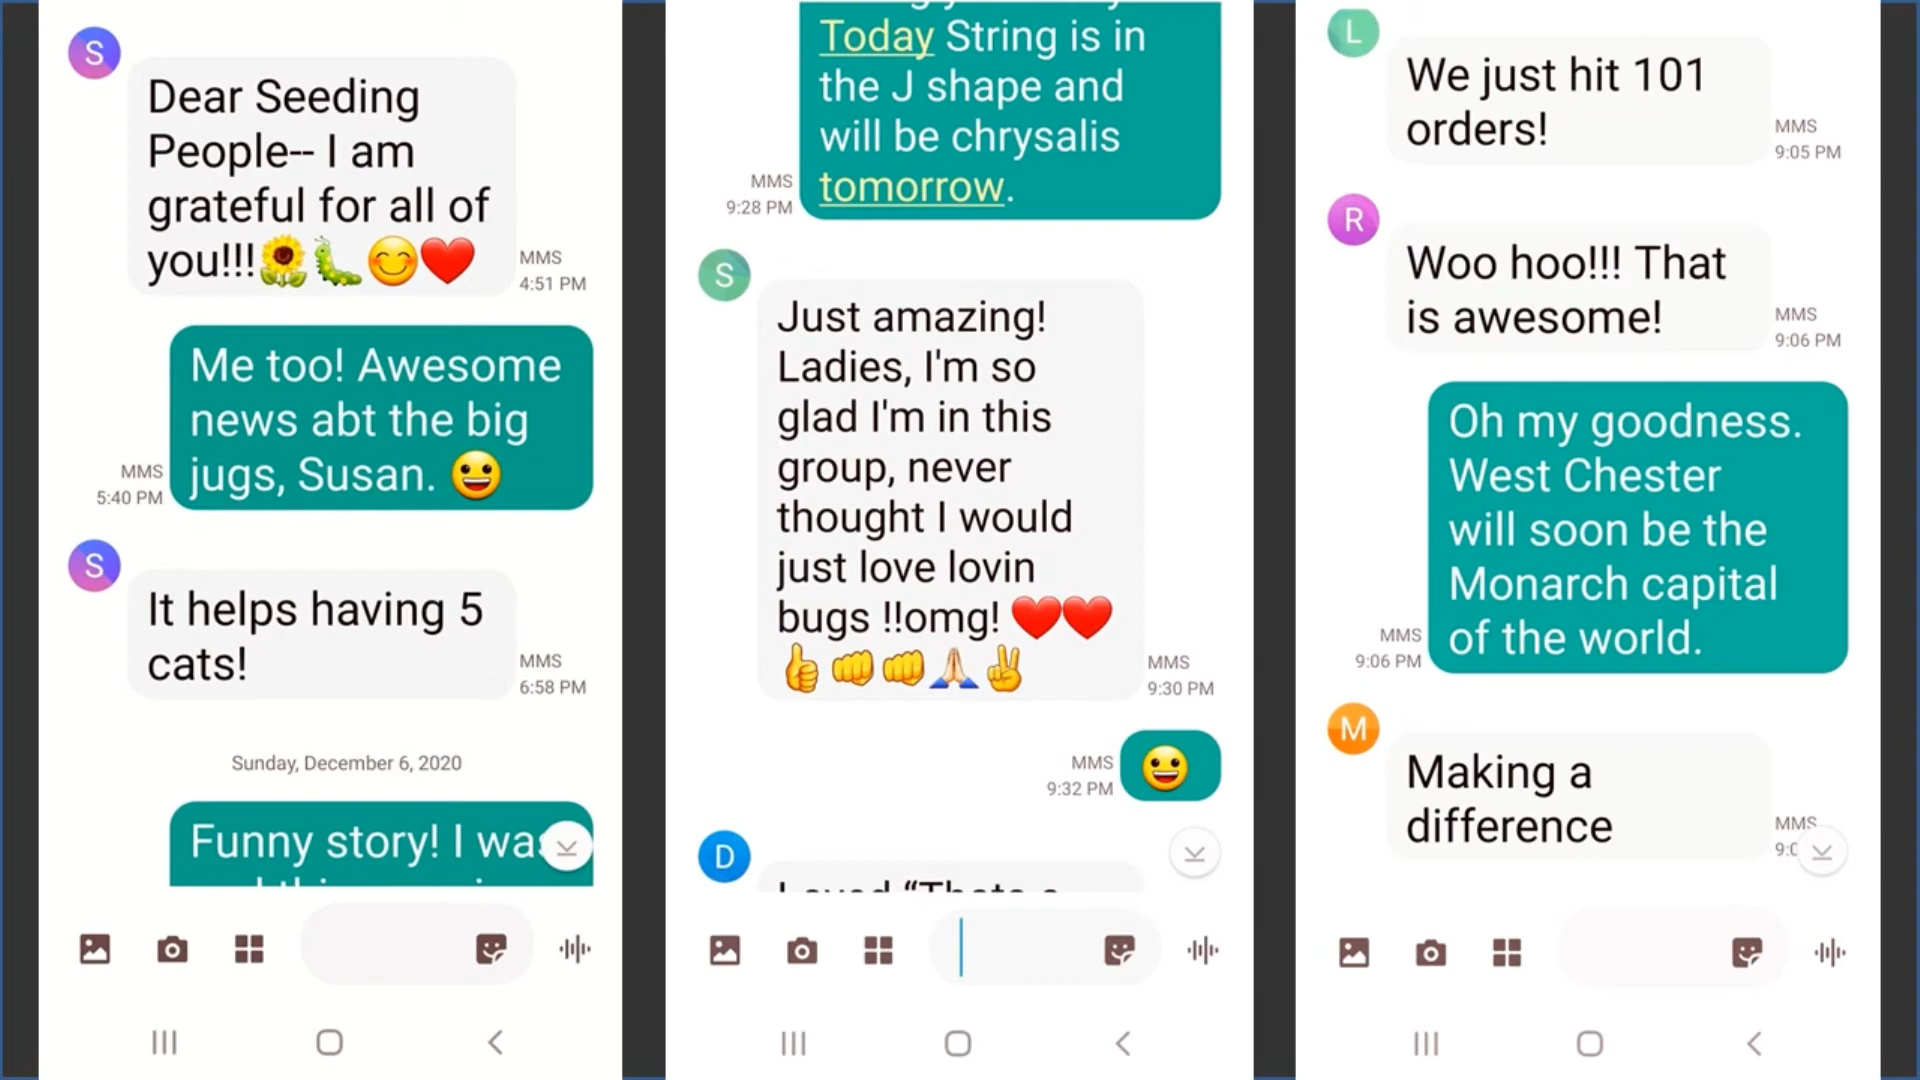 S
Dear Seeding
People-- I am
grateful for all of
you!!!🌻🐛😊❤️
MMS
4:51 PM
Me too! Awesome
news abt the big
jugs, Susan. 😀
MMS
5:40 PM
S
It helps having 5
cats!
MMS
6:58 PM
Sunday, December 6, 2020
Funny story! I was
Today String is in
the J shape and
will be chrysalis
tomorrow.
MMS
9:28 PM
S
Just amazing!
Ladies, I'm so
glad I'm in this
group, never
thought I would
just love lovin
bugs !!omg! ❤️❤️
👍👊👊🙏🏻✌️
MMS
9:30 PM
😀
MMS
9:32 PM
D
Loved “Thats a
L
We just hit 101
orders!
MMS
9:05 PM
R
Woo hoo!!! That
is awesome!
MMS
9:06 PM
Oh my goodness.
West Chester
will soon be the
Monarch capital
of the world.
MMS
9:06 PM
M
Making a
difference
MMS